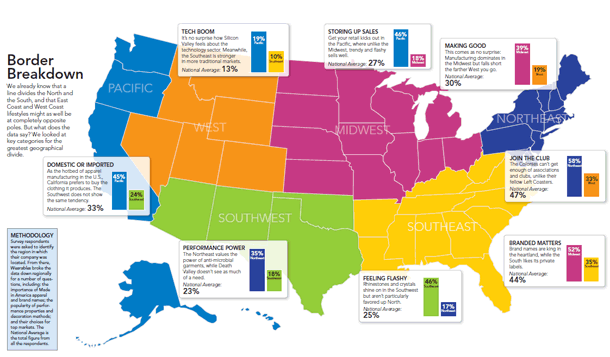 Border
Breakdown
We already know that a
line divides the North and
the South, and that East
Coast and West Coast
lifestyles might as well be
at completely opposite
poles. But what does the
data say? We looked at
key categories for the
greatest geographical
divide.
TECH BOOM
It's no surprise how Silicon
Valley feels about the
technology sector. Meanwhile,
the Southeast is stronger
in more traditional markets.
National Average: 13%
19%
Pacific
10%
Southeast
STORING UP SALES
Get your retail kicks out in
the Pacific, where unlike the
Midwest, trendy and flashy
sells well.
National Average: 27%
46%
Pacific
18%
Midwest
MAKING GOOD
This comes as no surprise:
Manufacturing dominates in
the Midwest but falls short
the farther West you go.
National Average:
30%
39%
Midwest
19%
West
PACIFIC
WEST
MIDWEST
NORTHEAST
SOUTHWEST
SOUTHEAST
DOMESTIC OR IMPORTED
As the hotbed of apparel
manufacturing in the U.S.,
California prefers to buy the
clothing it produces. The
Southwest does not show
the same tendency.
National Average: 33%
45%
Pacific
24%
Southwest
JOIN THE CLUB
The Colonies can't get
enough of associations
and clubs, unlike their
fellow Left Coasters.
National Average:
47%
58%
Northeast
33%
West
METHODOLOGY
Survey respondents
were asked to identify
the region in which
their company was
located. From there,
Wearables broke the
data down regionally
for a number of ques-
tions, including: the
importance of Made
in America apparel
and brand names; the
popularity of perfor-
mance properties and
decoration methods;
and their choices for
top markets. The
National Average is
the total figure from
all the respondents.
PERFORMANCE POWER
The Northeast values the
power of anti-microbial
garments, while Death
Valley doesn't see as much
of a need.
National Average:
23%
35%
Northeast
18%
Southwest
FEELING FLASHY
Rhinestones and crystals
shine on in the Southwest
but aren't particularly
favored up North.
National Average:
25%
46%
Southwest
17%
Northeast
BRANDED MATTERS
Brand names are king in
the heartland, while the
South likes its private
labels.
National Average:
44%
52%
Midwest
35%
Southeast